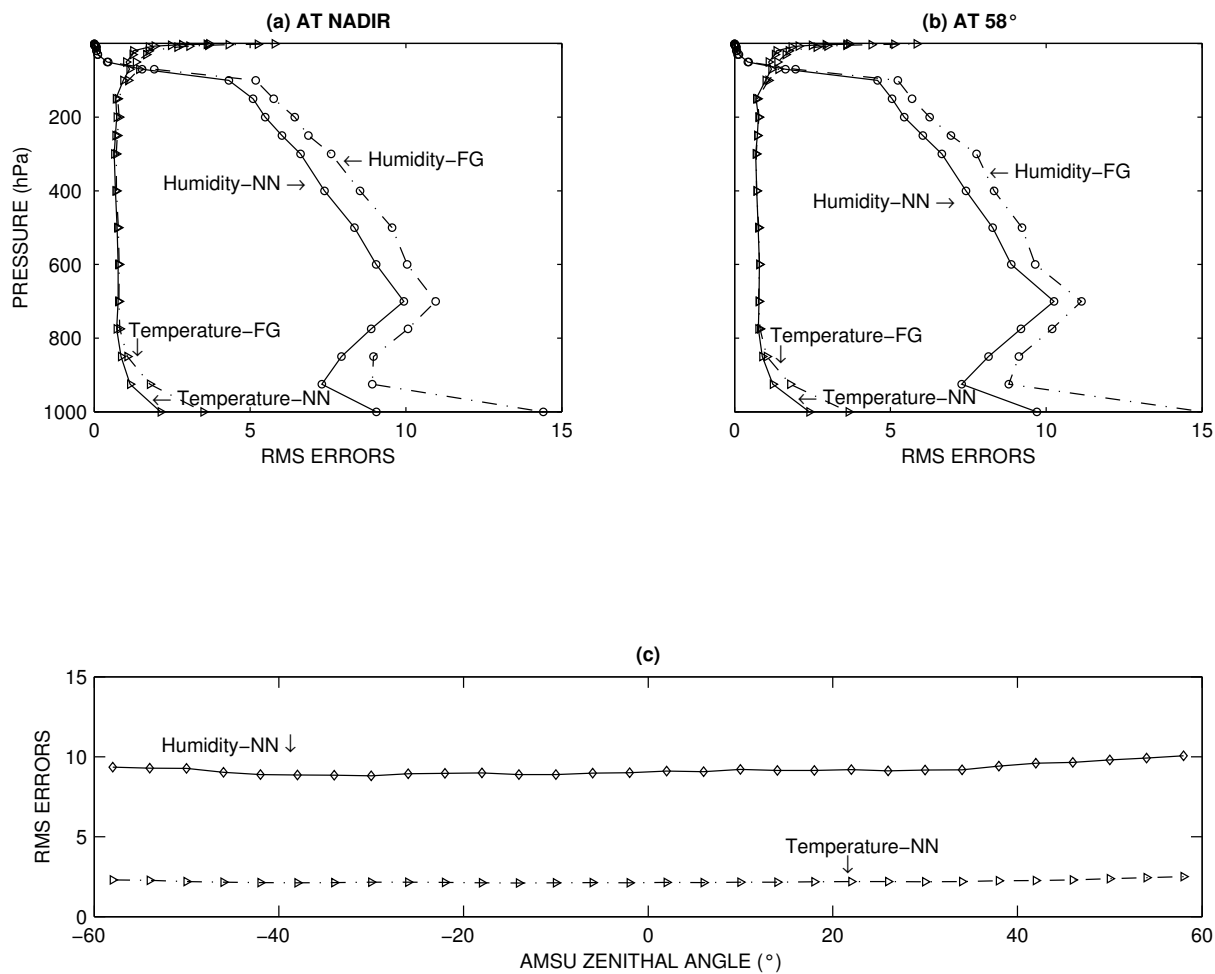 (a) AT NADIR
PRESSURE (hPa)
200
400
600
800
1000
0
5
10
15
RMS ERRORS
← Humidity−FG
Humidity−NN →
Temperature−FG
↓
← Temperature−NN
(b) AT 58°
0
5
10
15
RMS ERRORS
← Humidity−FG
Humidity−NN →
Temperature−FG
↓
← Temperature−NN
(c)
RMS ERRORS
15
10
5
0
Humidity−NN ↓
Temperature−NN
↓
−60
−40
−20
0
20
40
60
AMSU ZENITHAL ANGLE (°)